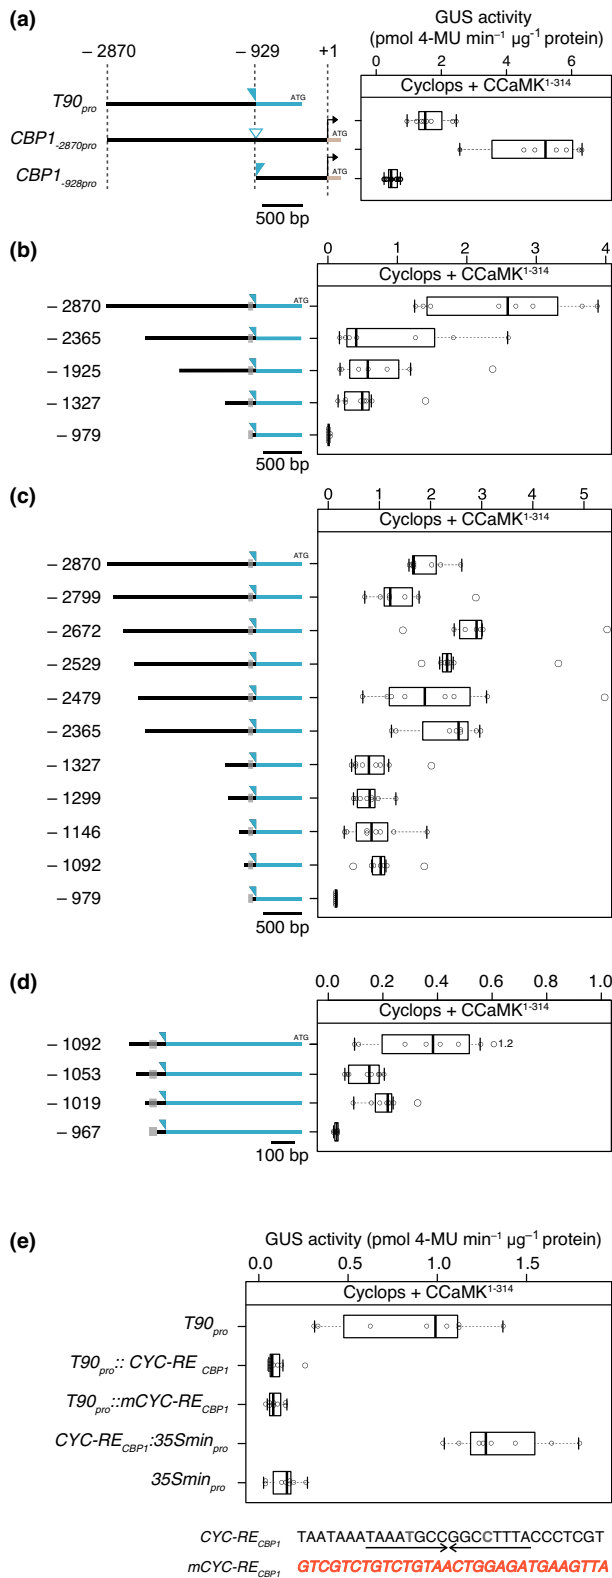 (a)
GUS activity
(pmol 4-MU min⁻¹ µg⁻¹ protein)
– 2870
– 929
+1
0 2 4 6
Cyclops + CCaMK¹⁻³¹⁴
T90pro
ATG
CBP1-2870pro
ATG
CBP1-928pro
ATG
500 bp
(b)
0 1 2 3 4
Cyclops + CCaMK¹⁻³¹⁴
– 2870
ATG
– 2365
– 1925
– 1327
– 979
500 bp
(c)
0 1 2 3 4 5
Cyclops + CCaMK¹⁻³¹⁴
– 2870
ATG
– 2799
– 2672
– 2529
– 2479
– 2365
– 1327
– 1299
– 1146
– 1092
– 979
500 bp
(d)
0.0 0.2 0.4 0.6 0.8 1.0
Cyclops + CCaMK¹⁻³¹⁴
– 1092
ATG
1.2
– 1053
– 1019
– 967
100 bp
(e)
GUS activity (pmol 4-MU min⁻¹ µg⁻¹ protein)
0.0 0.5 1.0 1.5
Cyclops + CCaMK¹⁻³¹⁴
T90pro
T90pro:: CYC-RE CBP1
T90pro::mCYC-RECBP1
CYC-RECBP1:35Sminpro
35Sminpro
CYC-RECBP1 TAATAAATAAATGCCGGCCTTTACCCTCGT
mCYC-RECBP1 GTCGTCTGTCTGTAACTGGAGATGAAGTTA